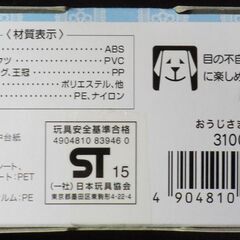 〈材質表示〉
ABS
PVC
王冠 PP
ポリエステル、他
PE、ナイロン
目の不自
に楽しめ
台紙
玩具安全基準合格
4904810 83946 0
ST 15
(一社)日本玩具協会
東京都墨田区東駒形4-22-4
おうじさま
3100
4 904810
シート、
ート:PET
ルム:PE